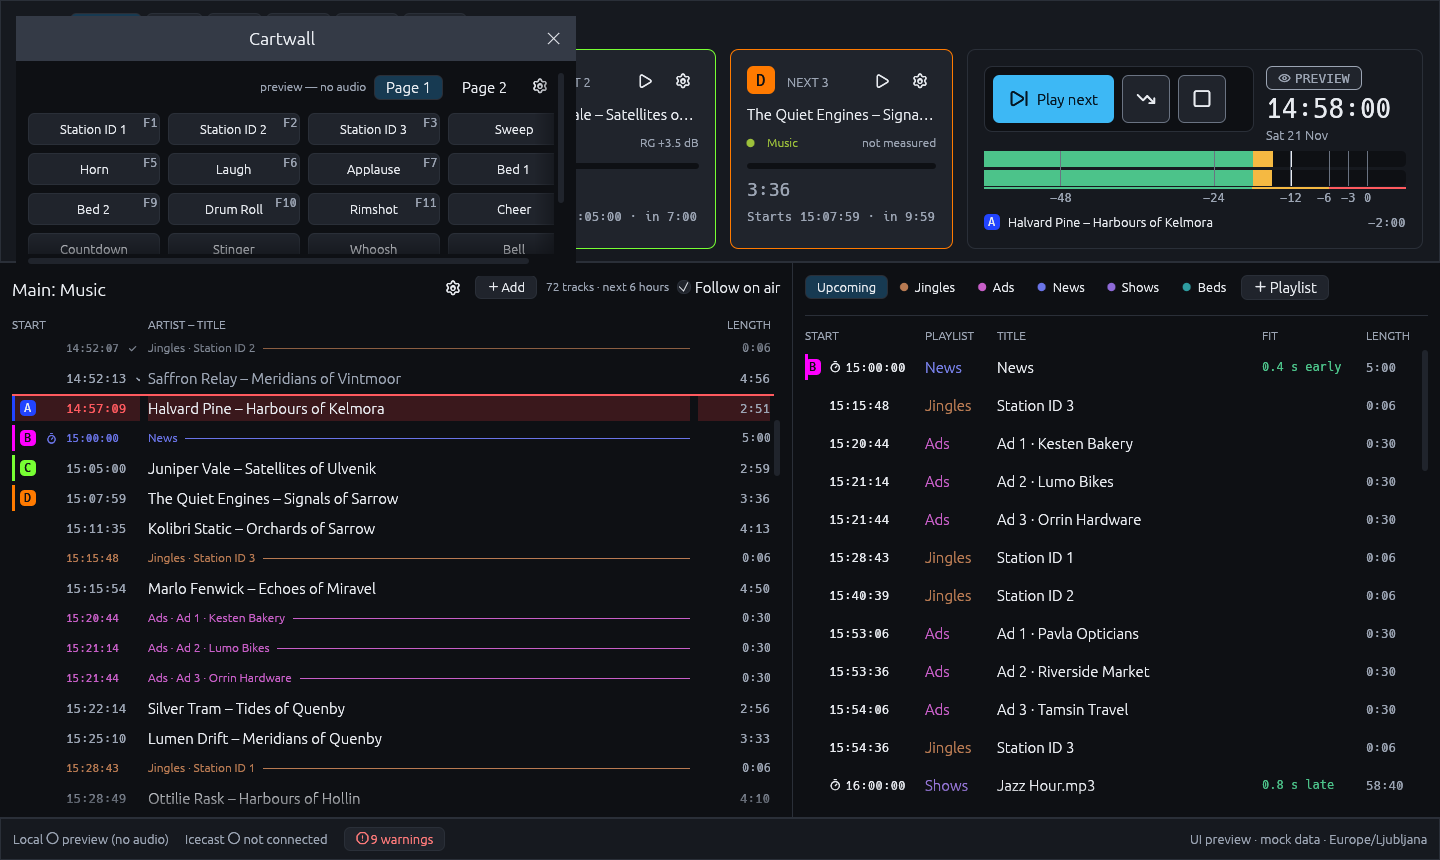 Cartwall
preview — no audio Page 1 Page 2
Station ID 1 F1 Station ID 2 F2 Station ID 3 F3 Sweep
Horn F5 Laugh F6 Applause F7 Bed 1
Bed 2 F9 Drum Roll F10 Rimshot F11 Cheer
Countdown Stinger Whoosh Bell
T 2
ale – Satellites o…
RG +3.5 dB
:05:00 · in 7:00
D NEXT 3
The Quiet Engines – Signa…
Music not measured
3:36
Starts 15:07:59 · in 9:59
Play next
PREVIEW
14:58:00
Sat 21 Nov
−48 −24 −12 −6 −3 0
A Halvard Pine – Harbours of Kelmora −2:00
Main: Music
+ Add 72 tracks · next 6 hours Follow on air
START ARTIST – TITLE LENGTH
14:52:07 Jingles · Station ID 2 0:06
14:52:13 Saffron Relay – Meridians of Vintmoor 4:56
A 14:57:09 Halvard Pine – Harbours of Kelmora 2:51
B 15:00:00 News 5:00
C 15:05:00 Juniper Vale – Satellites of Ulvenik 2:59
D 15:07:59 The Quiet Engines – Signals of Sarrow 3:36
15:11:35 Kolibri Static – Orchards of Sarrow 4:13
15:15:48 Jingles · Station ID 3 0:06
15:15:54 Marlo Fenwick – Echoes of Miravel 4:50
15:20:44 Ads · Ad 1 · Kesten Bakery 0:30
15:21:14 Ads · Ad 2 · Lumo Bikes 0:30
15:21:44 Ads · Ad 3 · Orrin Hardware 0:30
15:22:14 Silver Tram – Tides of Quenby 2:56
15:25:10 Lumen Drift – Meridians of Quenby 3:33
15:28:43 Jingles · Station ID 1 0:06
15:28:49 Ottilie Rask – Harbours of Hollin 4:10
Upcoming Jingles Ads News Shows Beds + Playlist
START PLAYLIST TITLE FIT LENGTH
B 15:00:00 News News 0.4 s early 5:00
15:15:48 Jingles Station ID 3 0:06
15:20:44 Ads Ad 1 · Kesten Bakery 0:30
15:21:14 Ads Ad 2 · Lumo Bikes 0:30
15:21:44 Ads Ad 3 · Orrin Hardware 0:30
15:28:43 Jingles Station ID 1 0:06
15:40:39 Jingles Station ID 2 0:06
15:53:06 Ads Ad 1 · Pavla Opticians 0:30
15:53:36 Ads Ad 2 · Riverside Market 0:30
15:54:06 Ads Ad 3 · Tamsin Travel 0:30
15:54:36 Jingles Station ID 3 0:06
16:00:00 Shows Jazz Hour.mp3 0.8 s late 58:40
Local preview (no audio) Icecast not connected 9 warnings
UI preview · mock data · Europe/Ljubljana